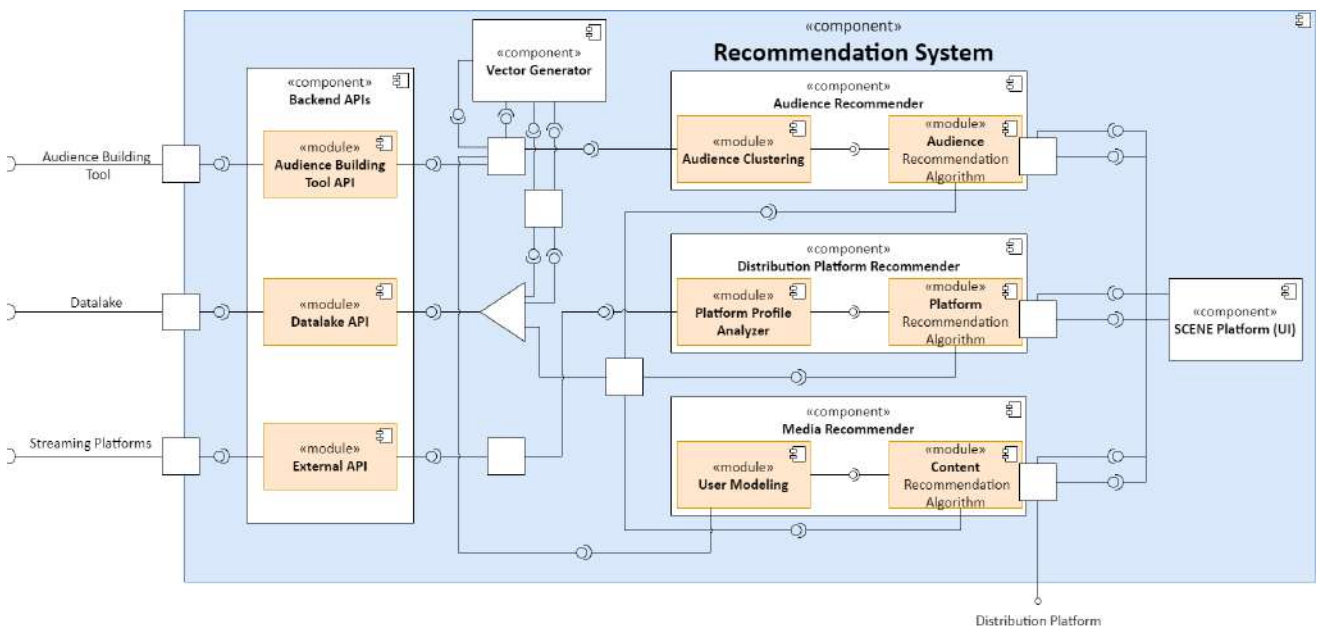 «component»
Recommendation System
«component»
Vector Generator
«component»
Backend APIs
«component»
Audience Recommender
«module»
Audience Building
Tool API
«module»
Audience Clustering
«module»
Audience
Recommendation
Algorithm
Audience Building
Tool
«component»
Distribution Platform Recommender
Datalake
«module»
Datalake API
«module»
Platform Profile
Analyzer
«module»
Platform
Recommendation
Algorithm
«component»
SCENE Platform (UI)
«component»
Media Recommender
Streaming Platforms
«module»
External API
«module»
User Modeling
«module»
Content
Recommendation
Algorithm
Distribution Platform